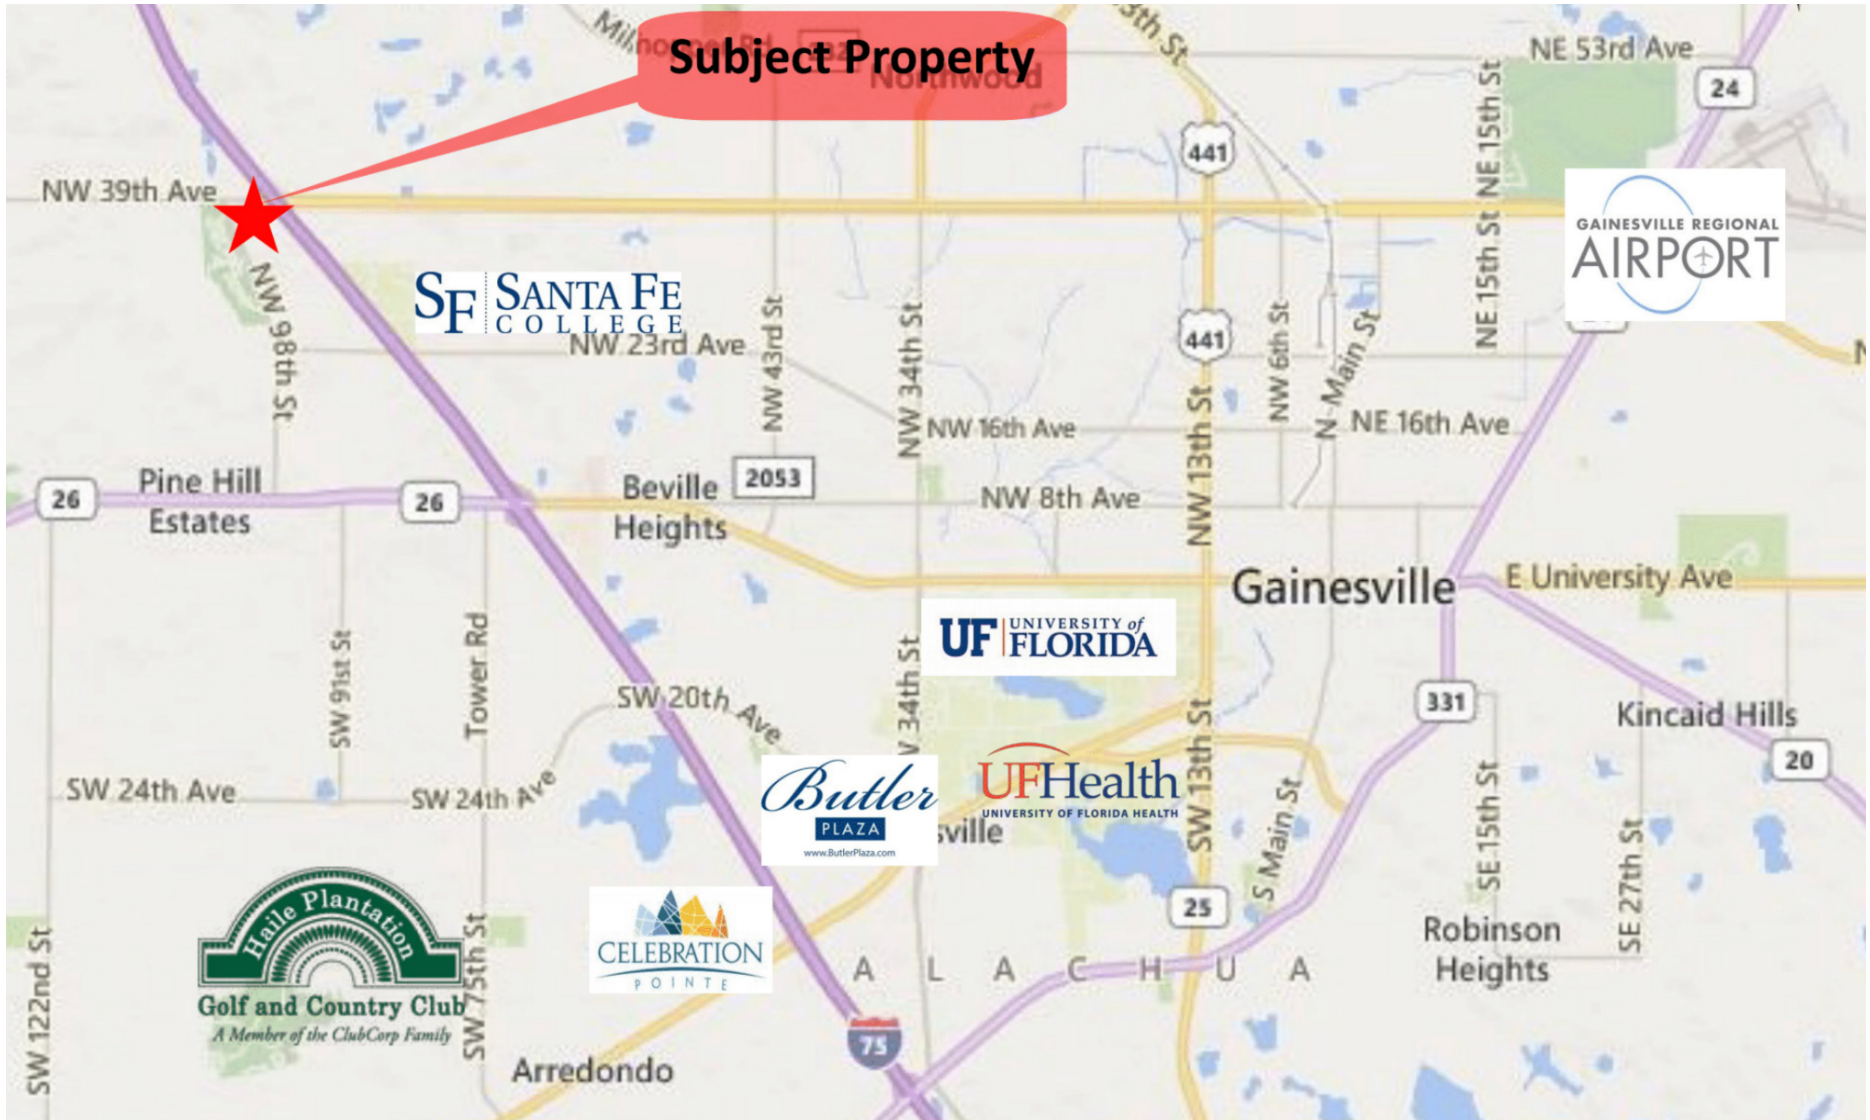 Subject Property
Northwood
NE 53rd Ave
24
NE 15th St
441
NW 39th Ave
GAINESVILLE REGIONAL
AIRPORT
NE 15th St
NW 98th St
SF SANTA FE
COLLEGE
NW 23rd Ave
NW 43rd St
NW 34th St
441
NW 6th St
N Main St
NW 13th St
NW 16th Ave
NE 16th Ave
26
Pine Hill
Estates
26
Beville
Heights
2053
NW 8th Ave
Gainesville
E University Ave
UF UNIVERSITY of
FLORIDA
SW 91st St
Tower Rd
SW 20th Ave
34th St
SW 13th St
331
Kincaid Hills
20
SW 24th Ave
SW 24th Ave
Butler
PLAZA
www.ButlerPlaza.com
UFHealth
UNIVERSITY OF FLORIDA HEALTH
sville
S Main St
SE 15th St
SE 27th St
25
Haile Plantation
Golf and Country Club
A Member of the ClubCorp Family
SW 122nd St
SW 75th St
CELEBRATION
POINTE
ALACHUA
Robinson
Heights
75
Arredondo